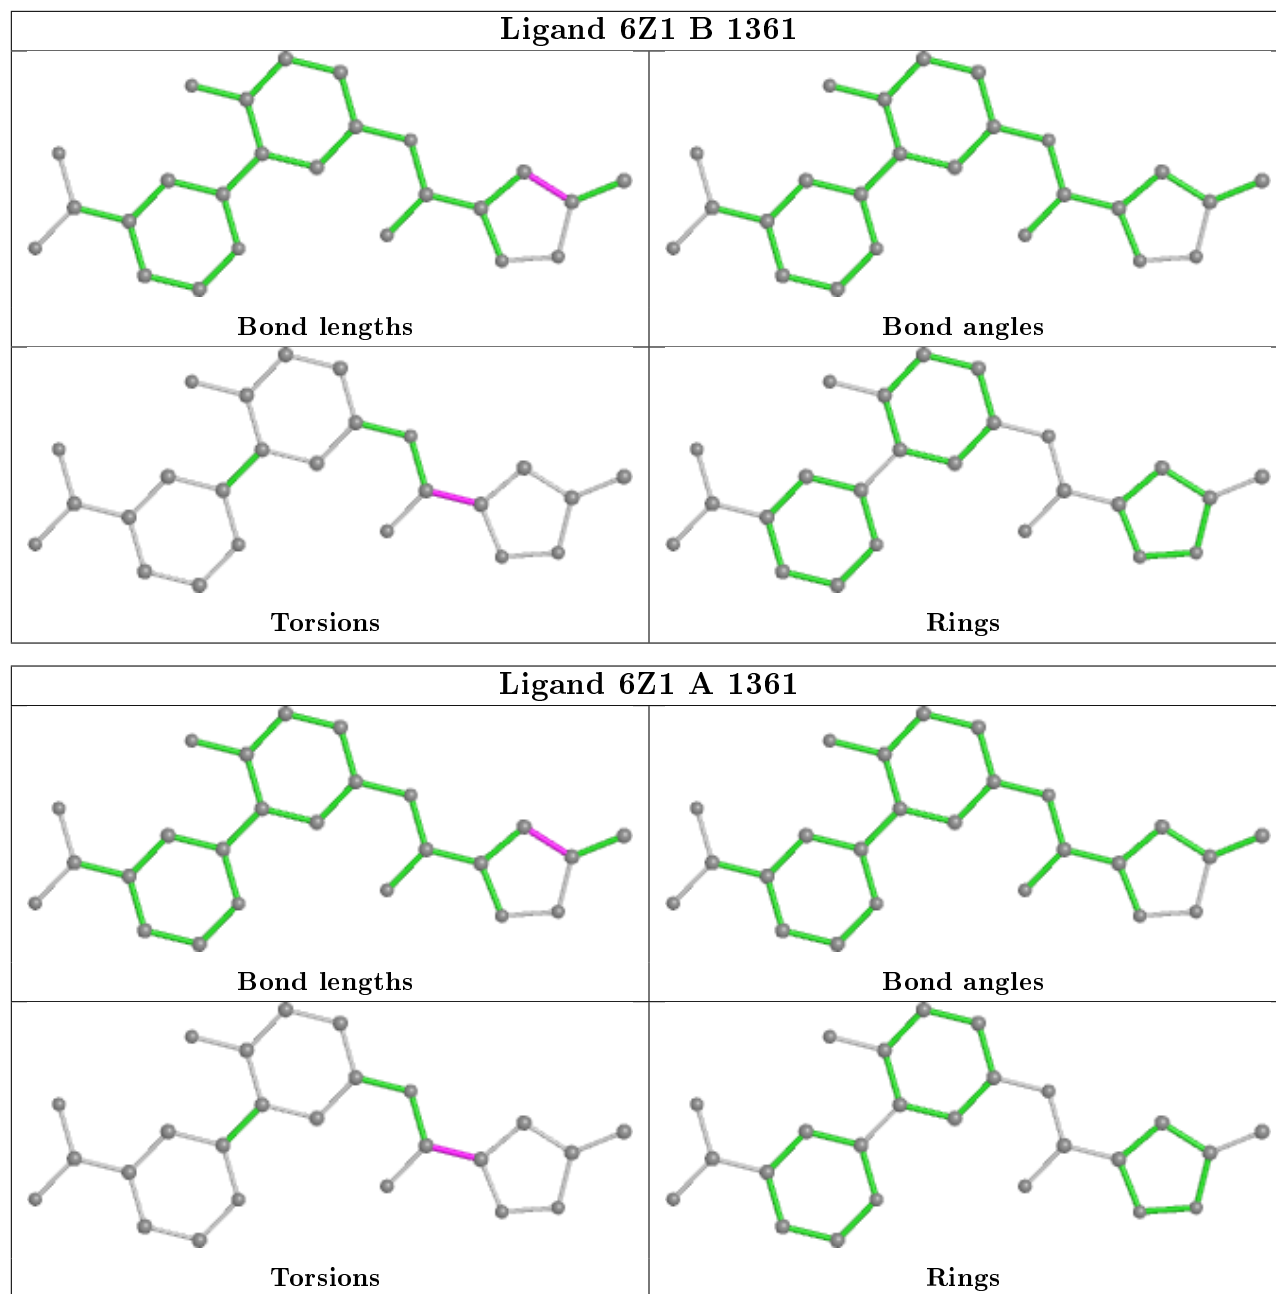 Ligand 6Z1 B 1361
Bond lengths
Bond angles
Torsions
Rings
Ligand 6Z1 A 1361
Bond lengths
Bond angles
Torsions
Rings